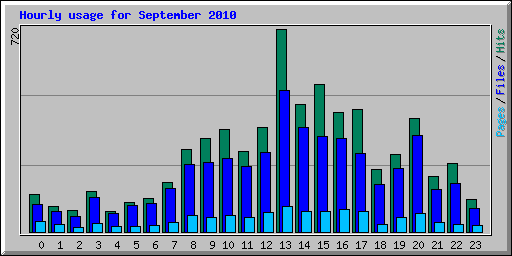 Hourly usage for September 2010
720
Pages / Files / Hits
0 1 2 3 4 5 6 7 8 9 10 11 12 13 14 15 16 17 18 19 20 21 22 23